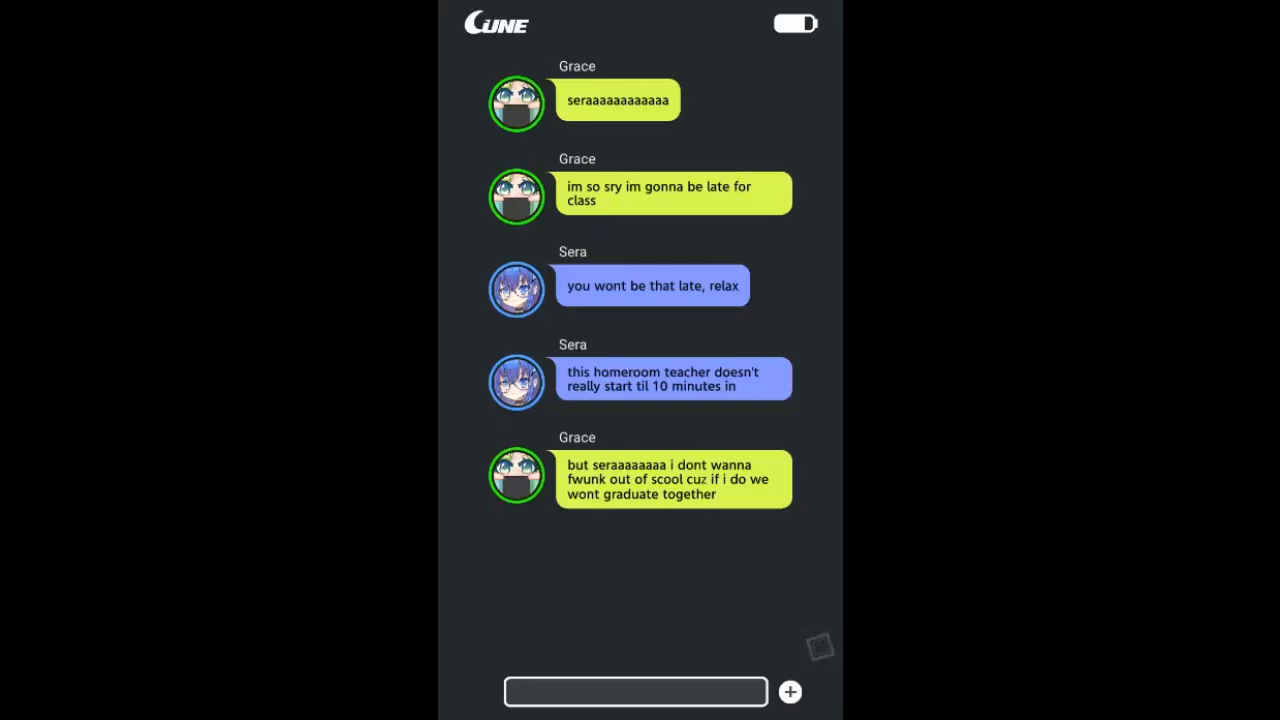 CUNE
Grace
seraaaaaaaaaaaa
Grace
im so sry im gonna be late for
class
Sera
you wont be that late, relax
Sera
this homeroom teacher doesn't
really start til 10 minutes in
Grace
but seraaaaaaaa i dont wanna
fwunk out of scool cuz if i do we
wont graduate together